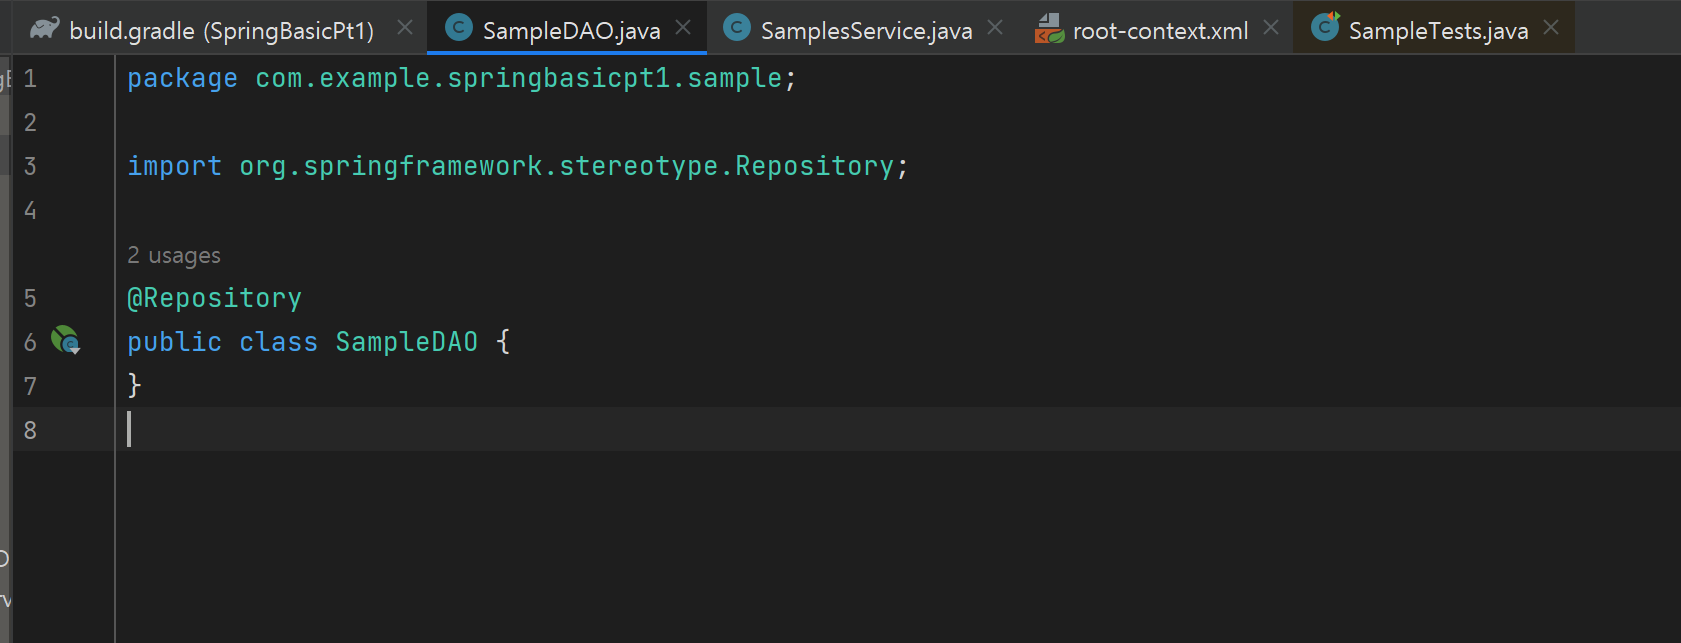 build.gradle (SpringBasicPt1) SampleDAO.java SamplesService.java root-context.xml SampleTests.java
1 package com.example.springbasicpt1.sample;
2
3 import org.springframework.stereotype.Repository;
4
2 usages
5 @Repository
6 public class SampleDAO {
7 }
8